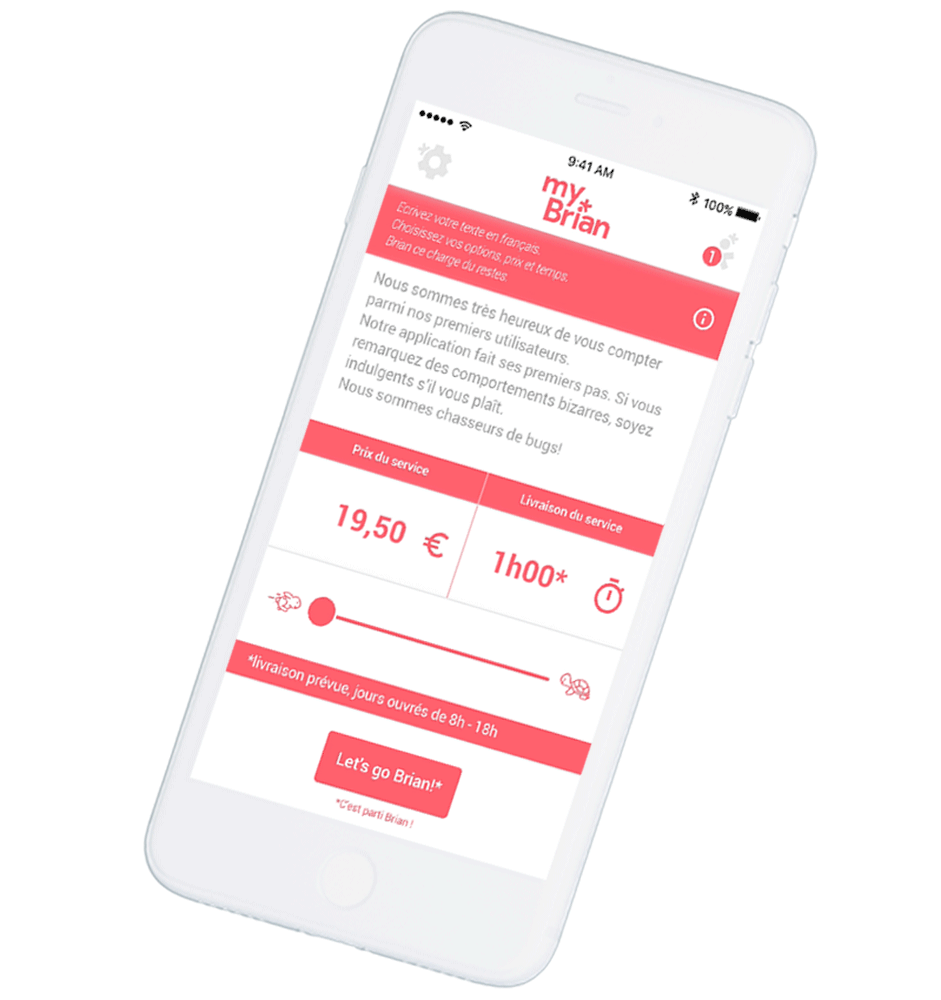 9:41 AM
100%
my
Brian
1
Ecrivez votre texte en français.
Choisissez vos options, prix et temps,
Brian ce charge du restes.
Nous sommes très heureux de vous compter
parmi nos premiers utilisateurs.
Notre application fait ses premiers pas. Si vous
remarquez des comportements bizarres, soyez
indulgents s'il vous plaît.
Nous sommes chasseurs de bugs!
Prix du service
Livraison du service
19,50 €
1h00*
*livraison prévue, jours ouvrés de 8h - 18h
Let's go Brian!*
*C'est parti Brian !